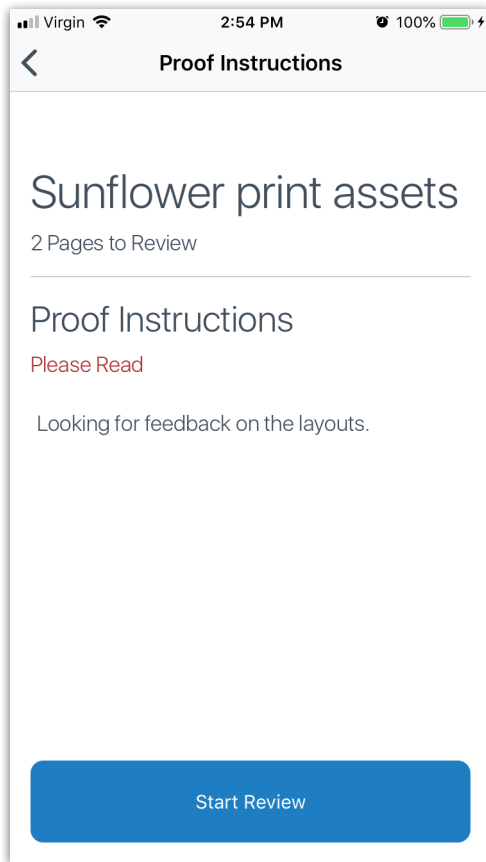 Virgin 2:54 PM 100%
Proof Instructions
Sunflower print assets
2 Pages to Review
Proof Instructions
Please Read
Looking for feedback on the layouts.
Start Review